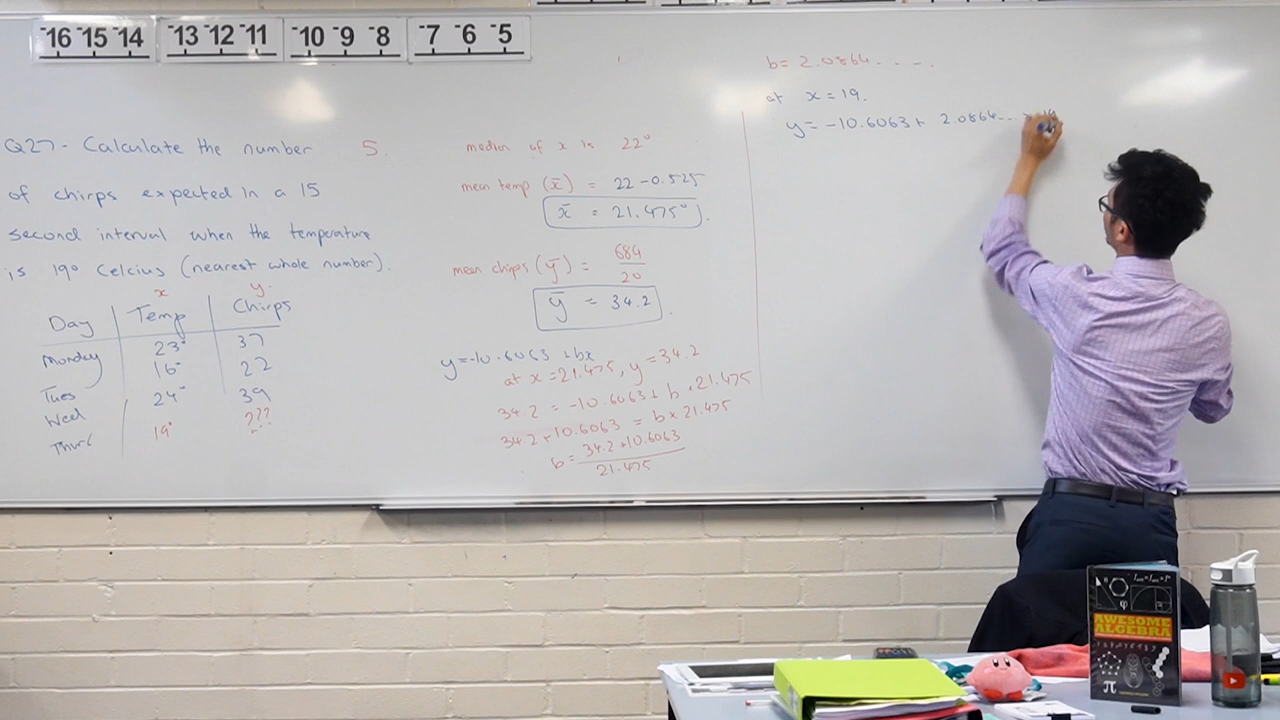 -16 -15 -14 -13 -12 -11 -10 -9 -8 -7 -6 -5
Q27 - Calculate the number 5.
of chirps expected in a 15
second interval when the temperature
is 19° Celcius (nearest whole number).
x y.
Day Temp Chirps
Monday 23° 37
Tues 16° 22
Wed 24° 39
Thurs 19° ???
median of x is 22°
mean temp (x̄) = 22 - 0.525
x̄ = 21.475°
mean chips (ȳ) = 684/20
ȳ = 34.2
y = -10.6063 + bx
at x = 21.475, y = 34.2
34.2 = -10.6063 + b × 21.475
34.2 + 10.6063 = b × 21.475
b = 34.2 + 10.6063 / 21.475
b = 2.0864....
at x = 19.
y = -10.6063 + 2.0864... × 19
AWESOME
ALGEBRA